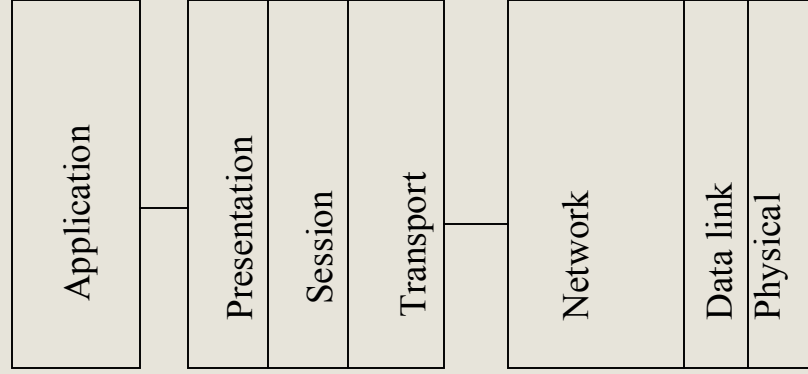 Application
Presentation
Session
Transport
Network
Data link
Physical